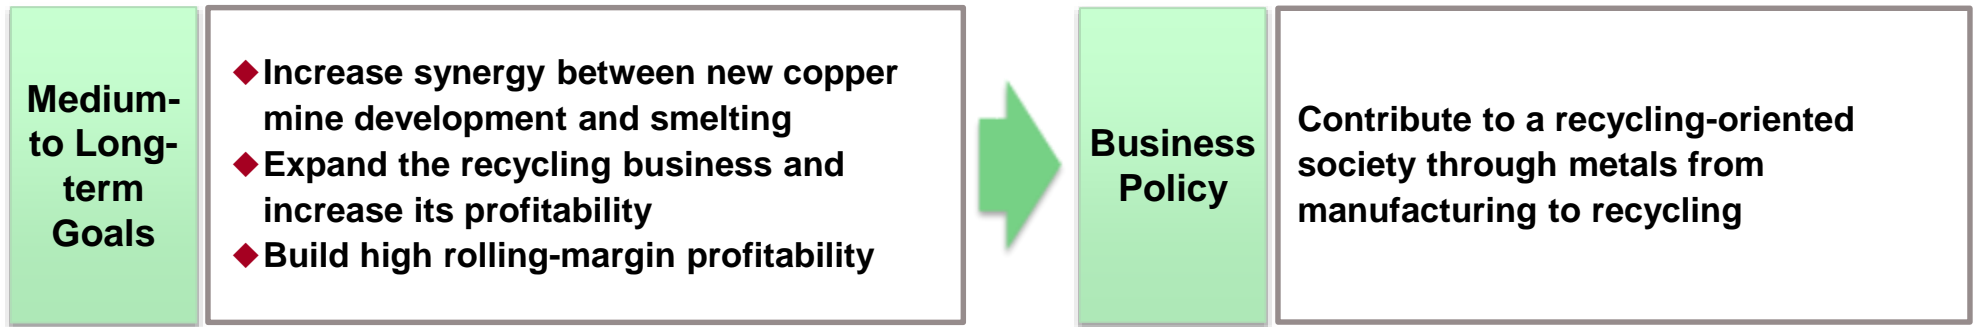 Medium-
to Long-
term
Goals
◆Increase synergy between new copper
mine development and smelting
◆Expand the recycling business and
increase its profitability
◆Build high rolling-margin profitability
Business
Policy
Contribute to a recycling-oriented
society through metals from
manufacturing to recycling